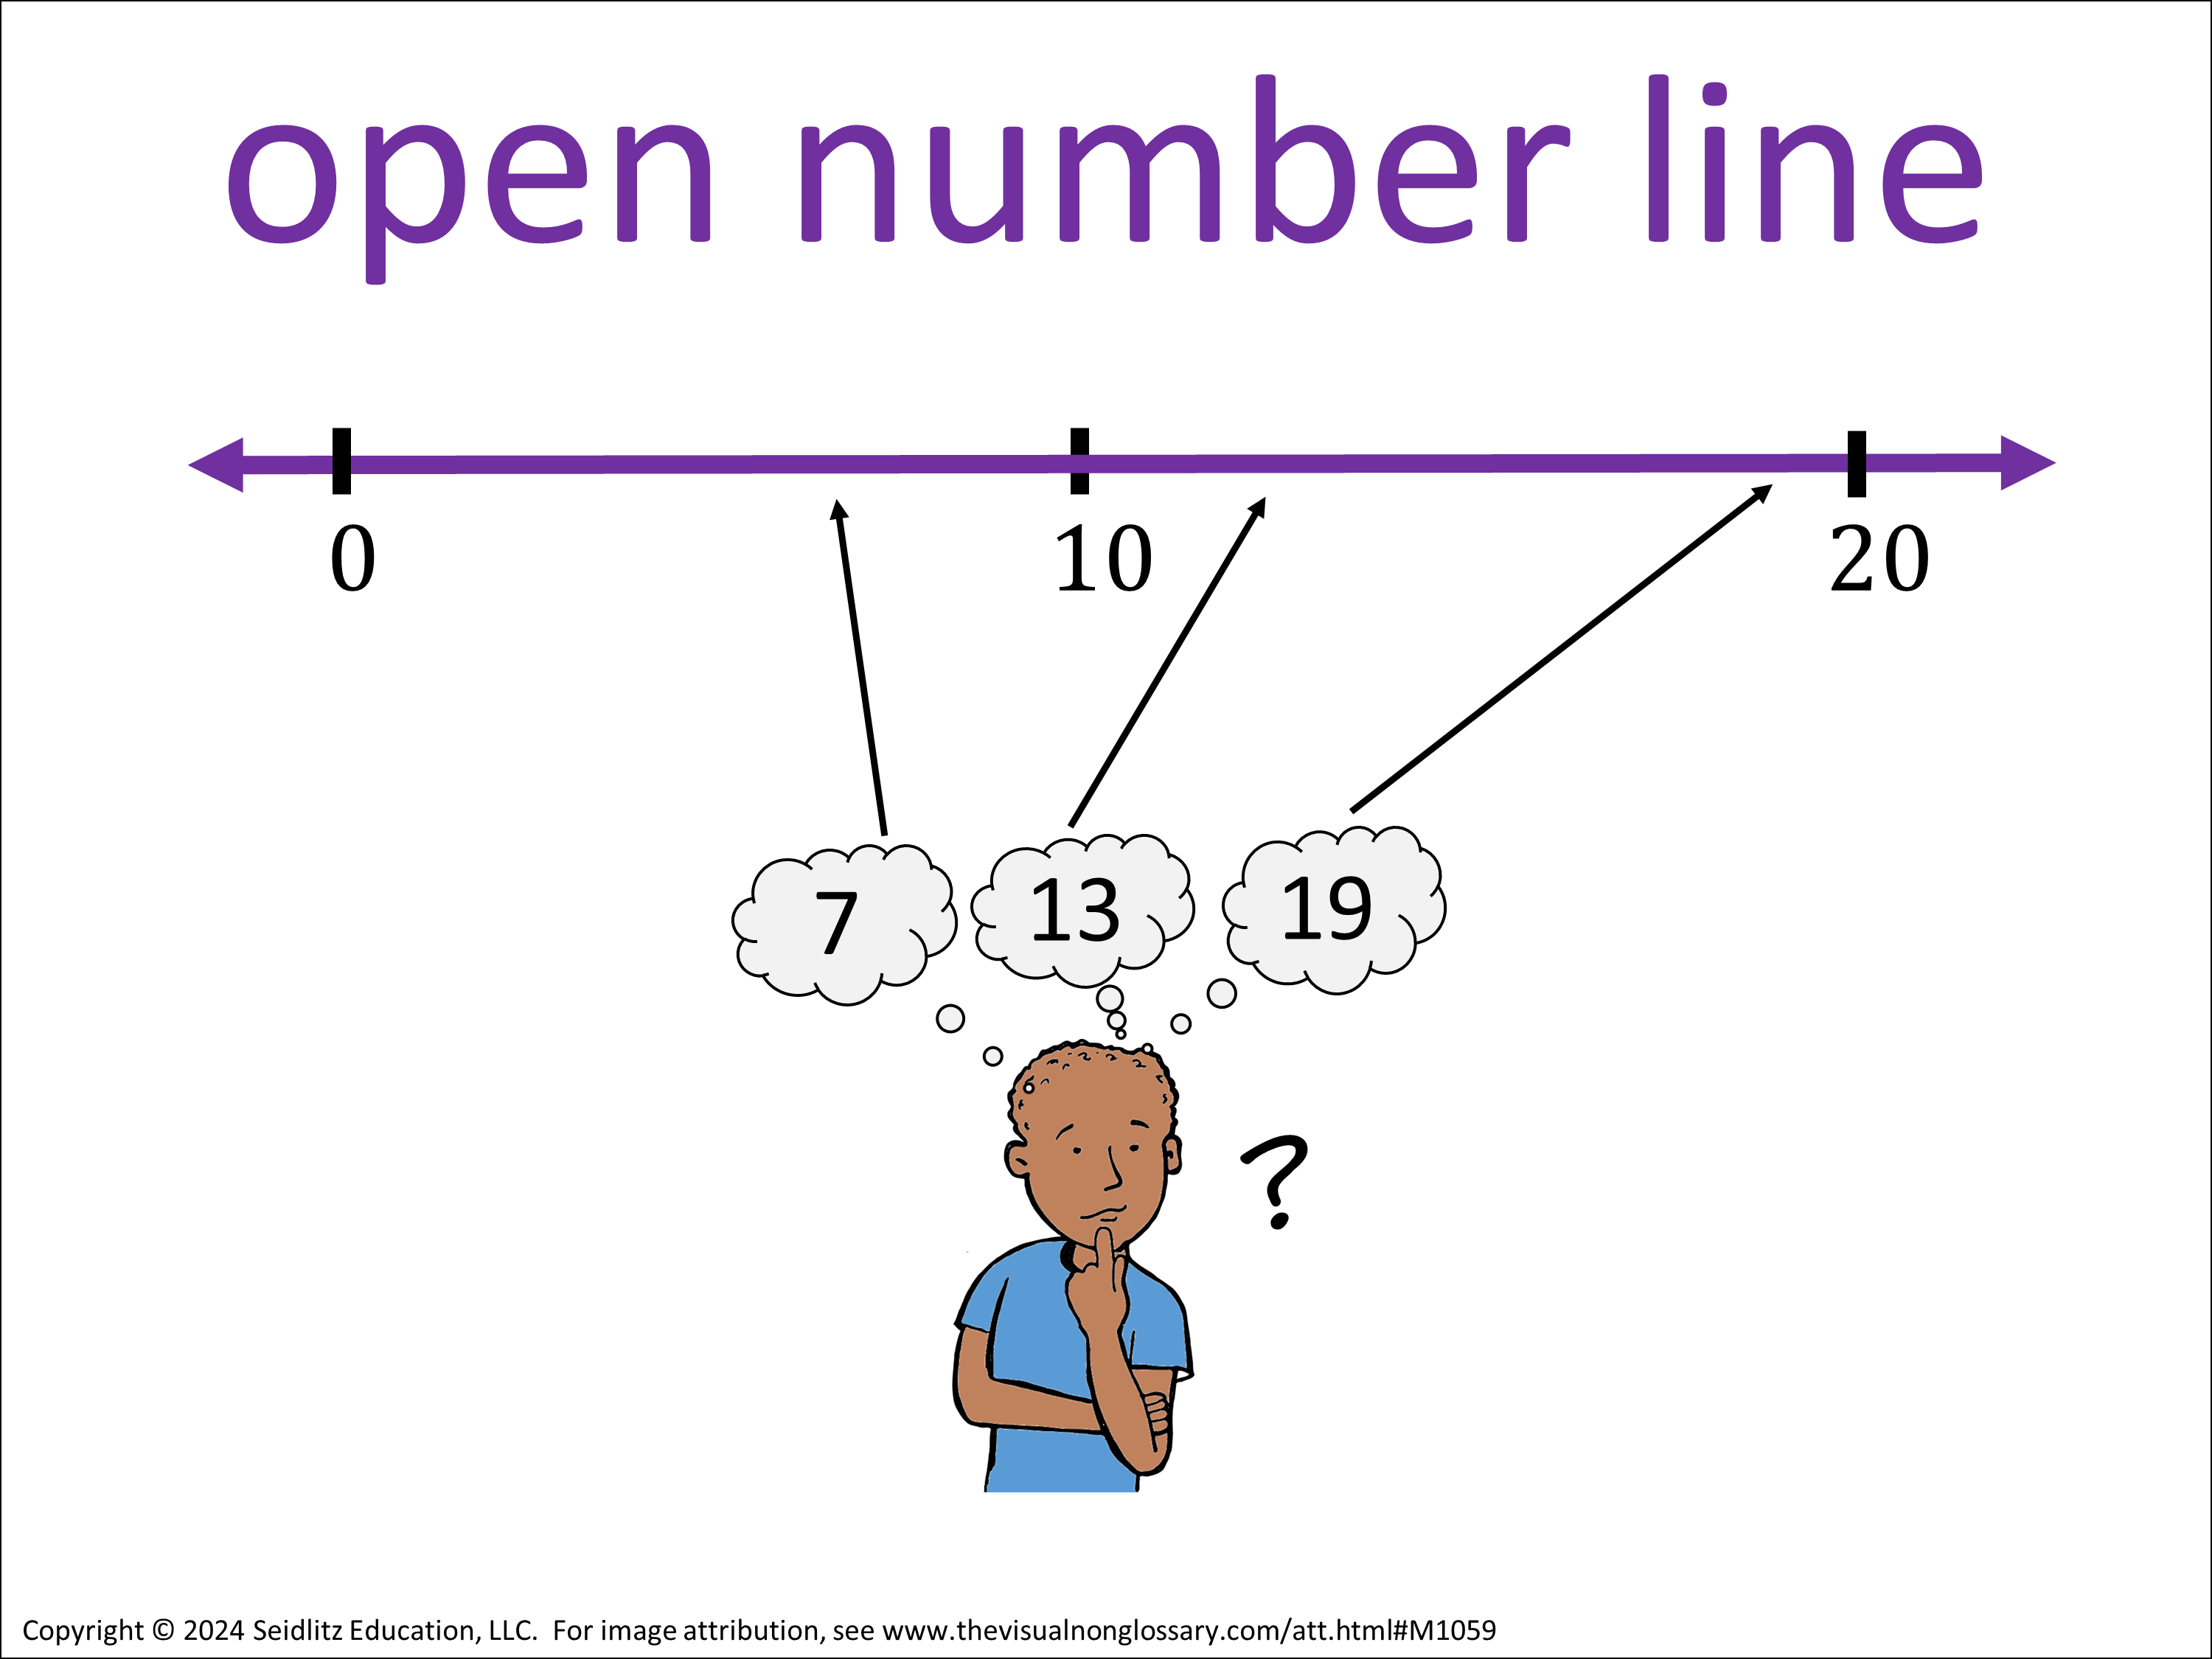 open number line
0 10 20
7 13 19
?
Copyright © 2024 Seidlitz Education, LLC.  For image attribution, see www.thevisualnonglossary.com/att.html#M1059